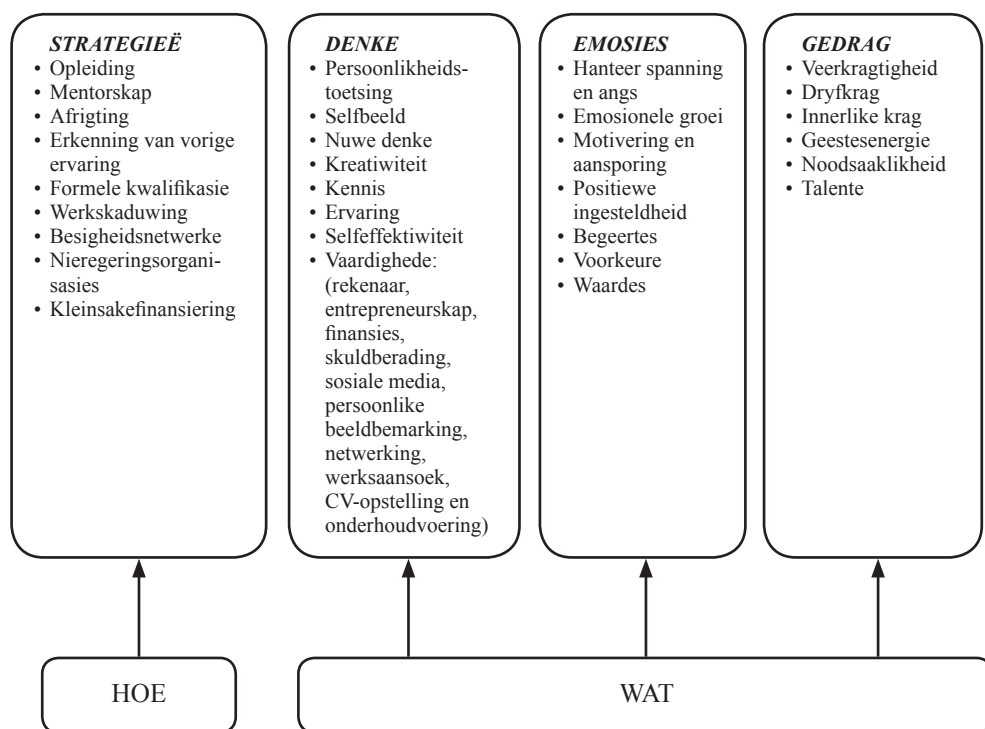 STRATEGIEË
• Opleiding
• Mentorskap
• Afrigting
• Erkenning van vorige
ervaring
• Formele kwalifikasie
• Werkskaduwing
• Besigheidsnetwerke
• Nieregeringsorgani-
sasies
• Kleinsakefinansiering
DENKE
• Persoonlikheids-
toetsing
• Selfbeeld
• Nuwe denke
• Kreatiwiteit
• Kennis
• Ervaring
• Selfeffektiwiteit
• Vaardighede:
(rekenaar,
entrepreneurskap,
finansies,
skuldberading,
sosiale media,
persoonlike
beeldbemarking,
netwerking,
werksaansoek,
CV-opstelling en
onderhoudvoering)
EMOSIES
• Hanteer spanning
en angs
• Emosionele groei
• Motivering en
aansporing
• Positiewe
ingesteldheid
• Begeertes
• Voorkeure
• Waardes
GEDRAG
• Veerkragtigheid
• Dryfkrag
• Innerlike krag
• Geestesenergie
• Noodsaaklikheid
• Talente
HOE
WAT